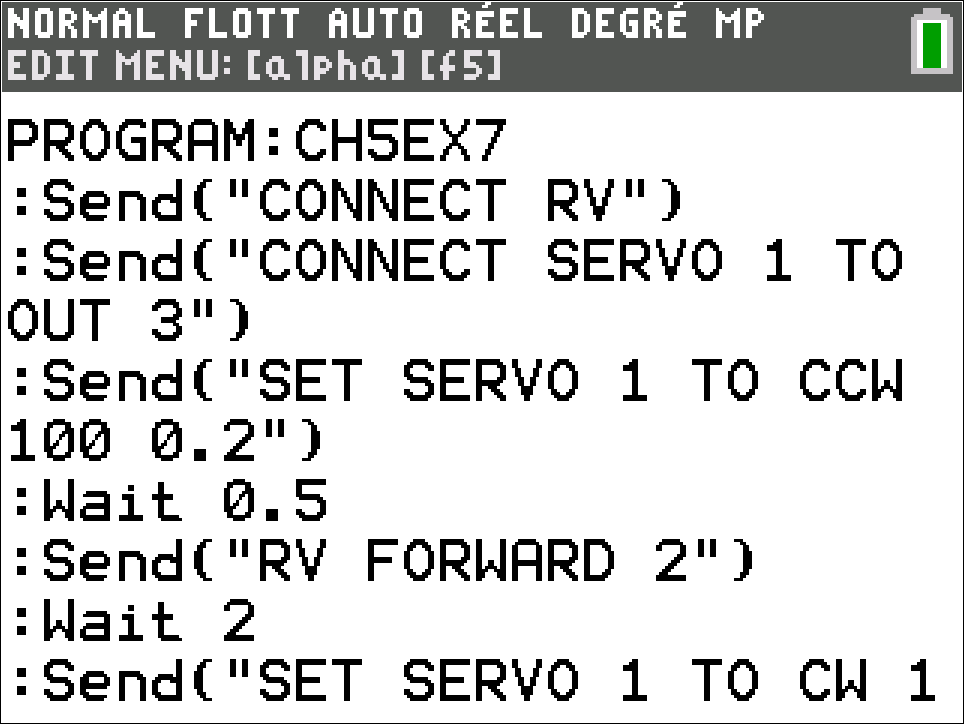 NORMAL FLOTT AUTO RÉEL DEGRÉ MP
EDIT MENU: [alpha] [f5]
PROGRAM:CH5EX7
:Send("CONNECT RV")
:Send("CONNECT SERVO 1 TO
OUT 3")
:Send("SET SERVO 1 TO CCW
100 0.2")
:Wait 0.5
:Send("RV FORWARD 2")
:Wait 2
:Send("SET SERVO 1 TO CW 1